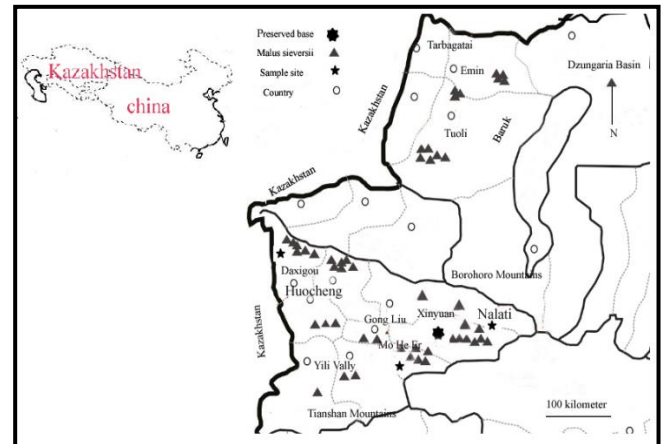 Kazakhstan
china
Preserved base
Malus sieversii
Sample site
Country
Kazakhstan
Tarbagatai
Emin
Dzungaria Basin
N
Tuoli
Baruk
Kazakhstan
Daxigou
Borohoro Mountains
Huocheng
Kazakhstan
Gong Liu
Xinyuan
Nalati
Mo He Er
Yili Vally
Tianshan Mountains
100 kilometer